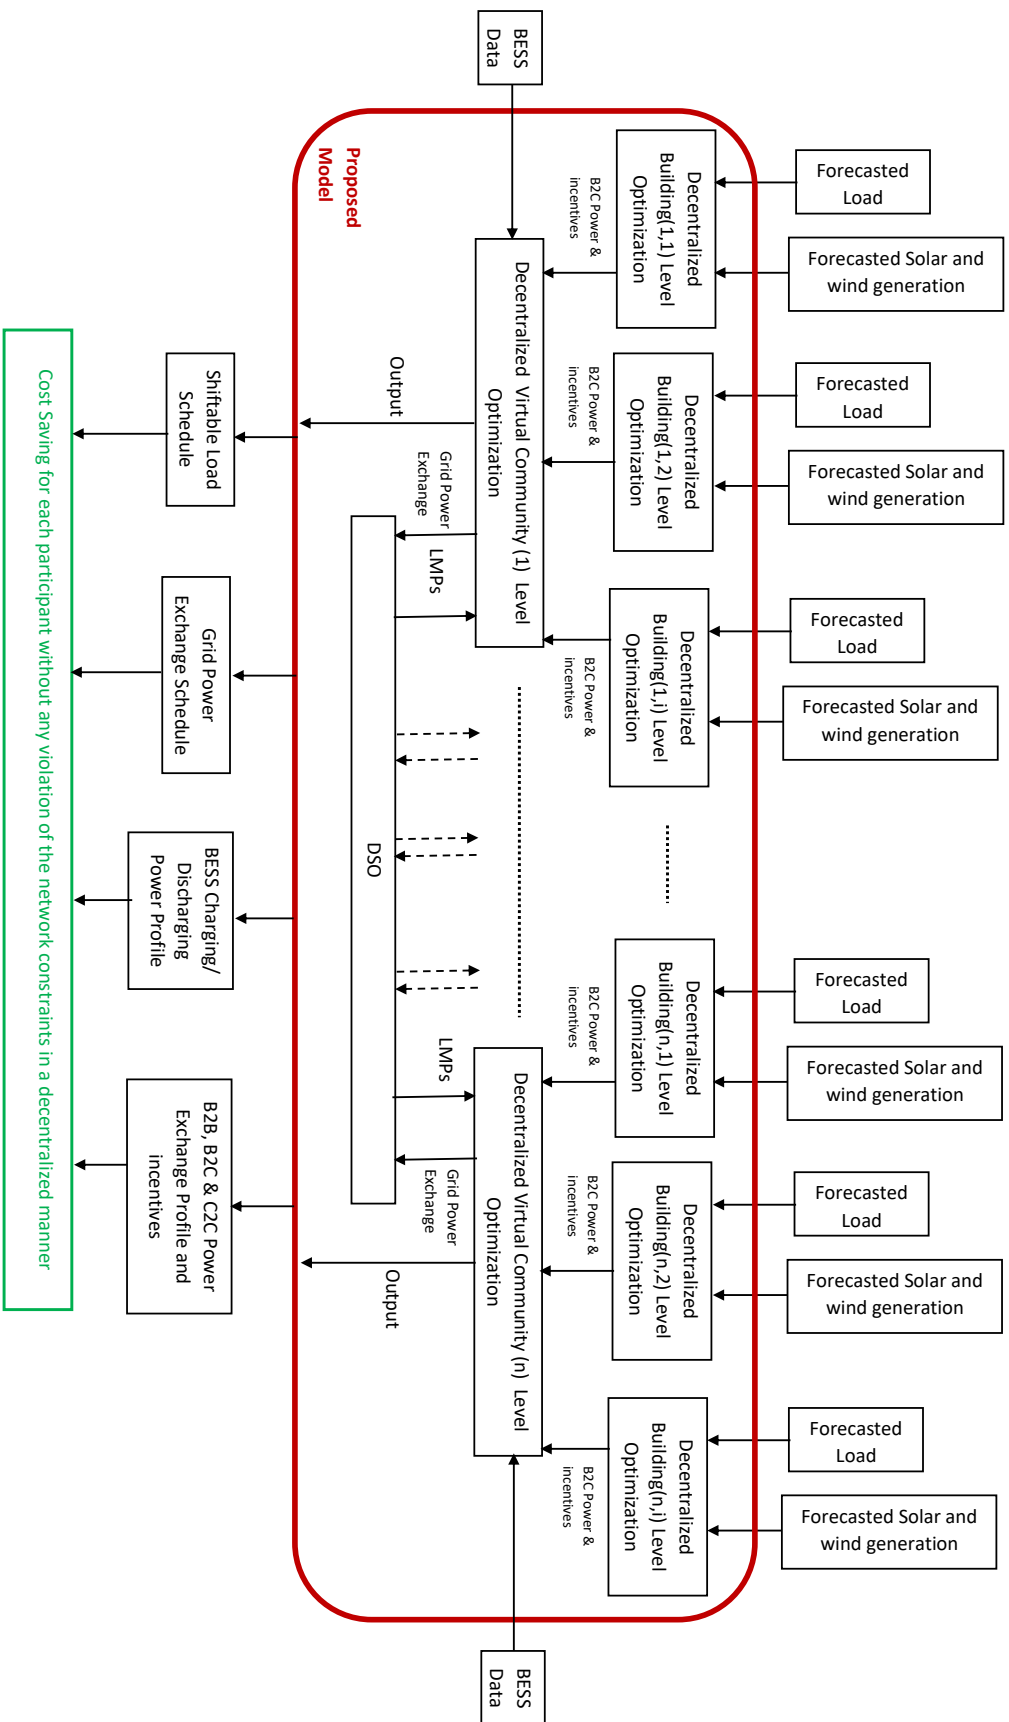 Forecasted
Load
Forecasted Solar and
wind generation
Forecasted
Load
Forecasted Solar and
wind generation
Forecasted
Load
Forecasted Solar and
wind generation
Forecasted
Load
Forecasted Solar and
wind generation
Forecasted
Load
Forecasted Solar and
wind generation
Forecasted
Load
Forecasted Solar and
wind generation
Decentralized
Building(1,1) Level
Optimization
Decentralized
Building(1,2) Level
Optimization
Decentralized
Building(1,i) Level
Optimization
Decentralized
Building(n,1) Level
Optimization
Decentralized
Building(n,2) Level
Optimization
Decentralized
Building(n,i) Level
Optimization
B2C Power &
incentives
B2C Power &
incentives
B2C Power &
incentives
B2C Power &
incentives
B2C Power &
incentives
B2C Power &
incentives
BESS
Data
Decentralized Virtual Community (1) Level
Optimization
Decentralized Virtual Community (n) Level
Optimization
BESS
Data
Output
Grid Power
Exchange
LMPs
LMPs
Grid Power
Exchange
Output
DSO
Proposed
Model
Shiftable Load
Schedule
Grid Power
Exchange Schedule
BESS Charging/
Discharging
Power Profile
B2B, B2C & C2C Power
Exchange Profile and
incentives
Cost Saving for each participant without any violation of the network constraints in a decentralized manner